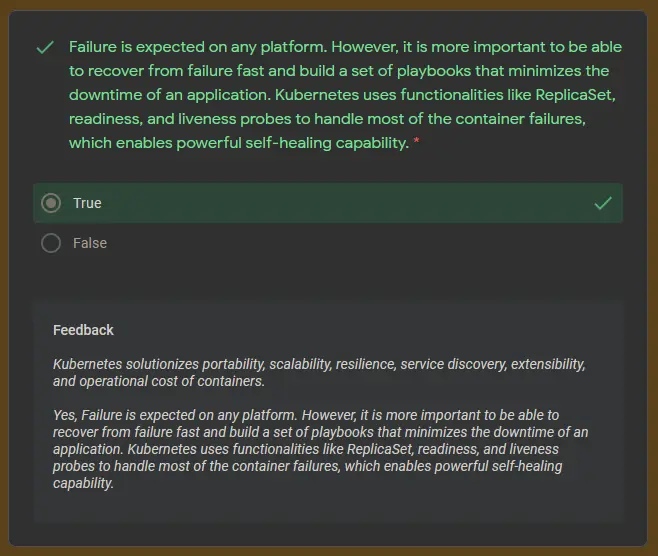 Failure is expected on any platform. However, it is more important to be able
to recover from failure fast and build a set of playbooks that minimizes the
downtime of an application. Kubernetes uses functionalities like ReplicaSet,
readiness, and liveness probes to handle most of the container failures,
which enables powerful self-healing capability. *
True
False
Feedback
Kubernetes solutionizes portability, scalability, resilience, service discovery, extensibility,
and operational cost of containers.
Yes, Failure is expected on any platform. However, it is more important to be able to
recover from failure fast and build a set of playbooks that minimizes the downtime of an
application. Kubernetes uses functionalities like ReplicaSet, readiness, and liveness
probes to handle most of the container failures, which enables powerful self-healing
capability.